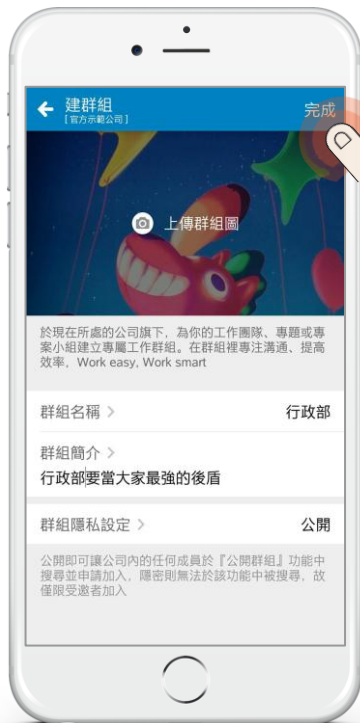 建群組
[官方示範公司]
完成
上傳群組圖
於現在所處的公司旗下，為你的工作團隊、專題或專
案小組建立專屬工作群組。在群組裡專注溝通、提高
效率，Work easy, Work smart
群組名稱 >
行政部
群組簡介 >
行政部要當大家最強的後盾
群組隱私設定 >
公開
公開即可讓公司內的任何成員於『公開群組』功能中
搜尋並申請加入，隱密則無法於該功能中被搜尋，故
僅限受邀者加入